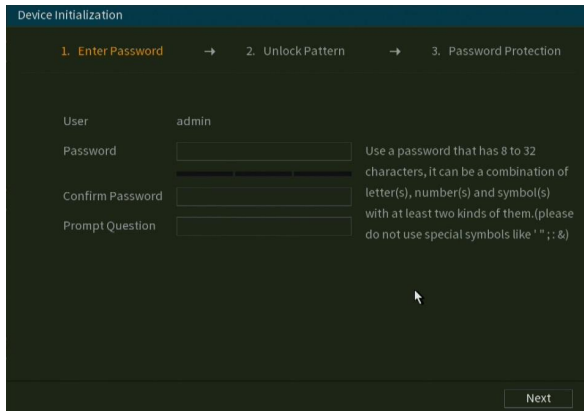 Device Initialization
1. Enter Password → 2. Unlock Pattern → 3. Password Protection
User admin
Password
Use a password that has 8 to 32
characters, it can be a combination of
letter(s), number(s) and symbol(s)
with at least two kinds of them.(please
do not use special symbols like ' " ; : &)
Confirm Password
Prompt Question
Next